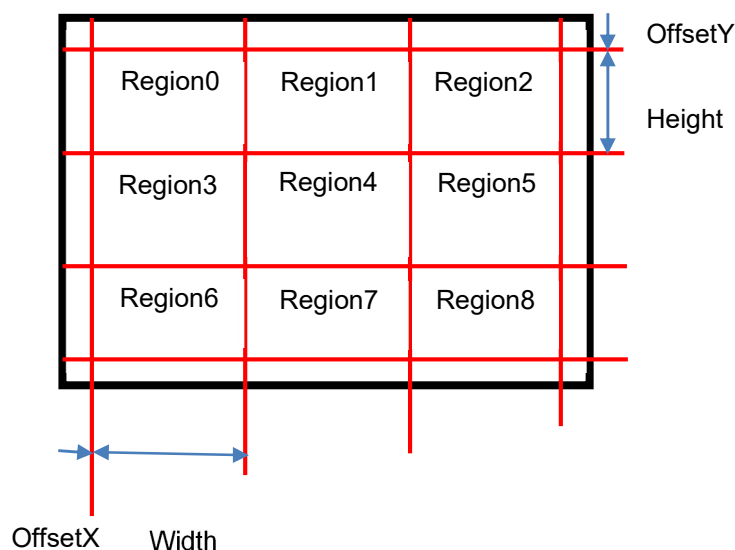 OffsetY
Region0 Region1 Region2
Height
Region3 Region4 Region5
Region6 Region7 Region8
OffsetX Width